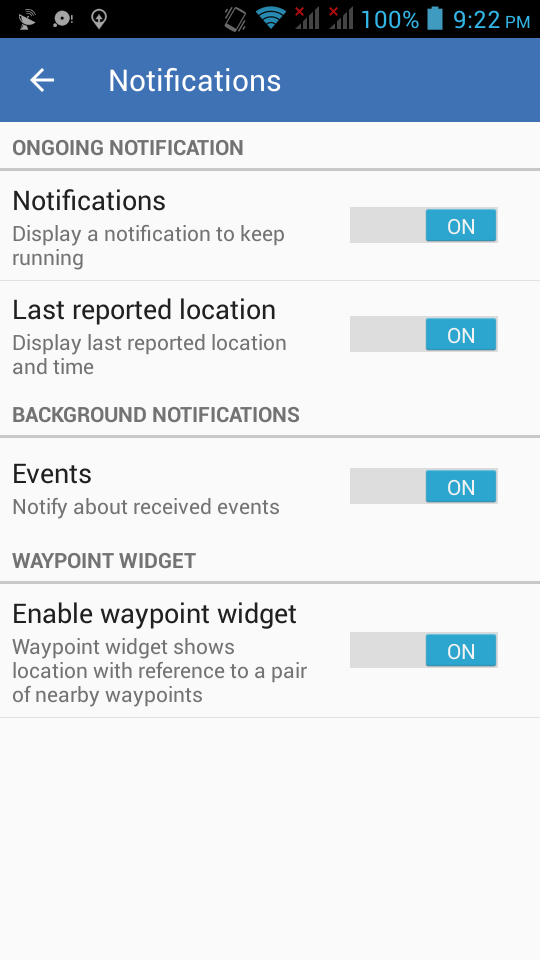 100% 9:22 PM
Notifications
ONGOING NOTIFICATION
Notifications
Display a notification to keep
running
ON
Last reported location
Display last reported location
and time
ON
BACKGROUND NOTIFICATIONS
Events
Notify about received events
ON
WAYPOINT WIDGET
Enable waypoint widget
Waypoint widget shows
location with reference to a pair
of nearby waypoints
ON